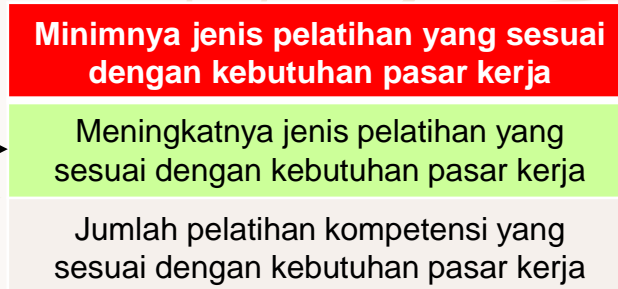 Minimnya jenis pelatihan yang sesuai
dengan kebutuhan pasar kerja
Meningkatnya jenis pelatihan yang
sesuai dengan kebutuhan pasar kerja
Jumlah pelatihan kompetensi yang
sesuai dengan kebutuhan pasar kerja